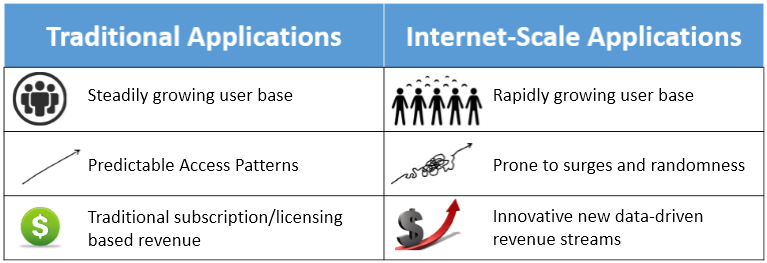 Traditional Applications
Internet-Scale Applications
Steadily growing user base
Rapidly growing user base
Predictable Access Patterns
Prone to surges and randomness
Traditional subscription/licensing
based revenue
Innovative new data-driven
revenue streams